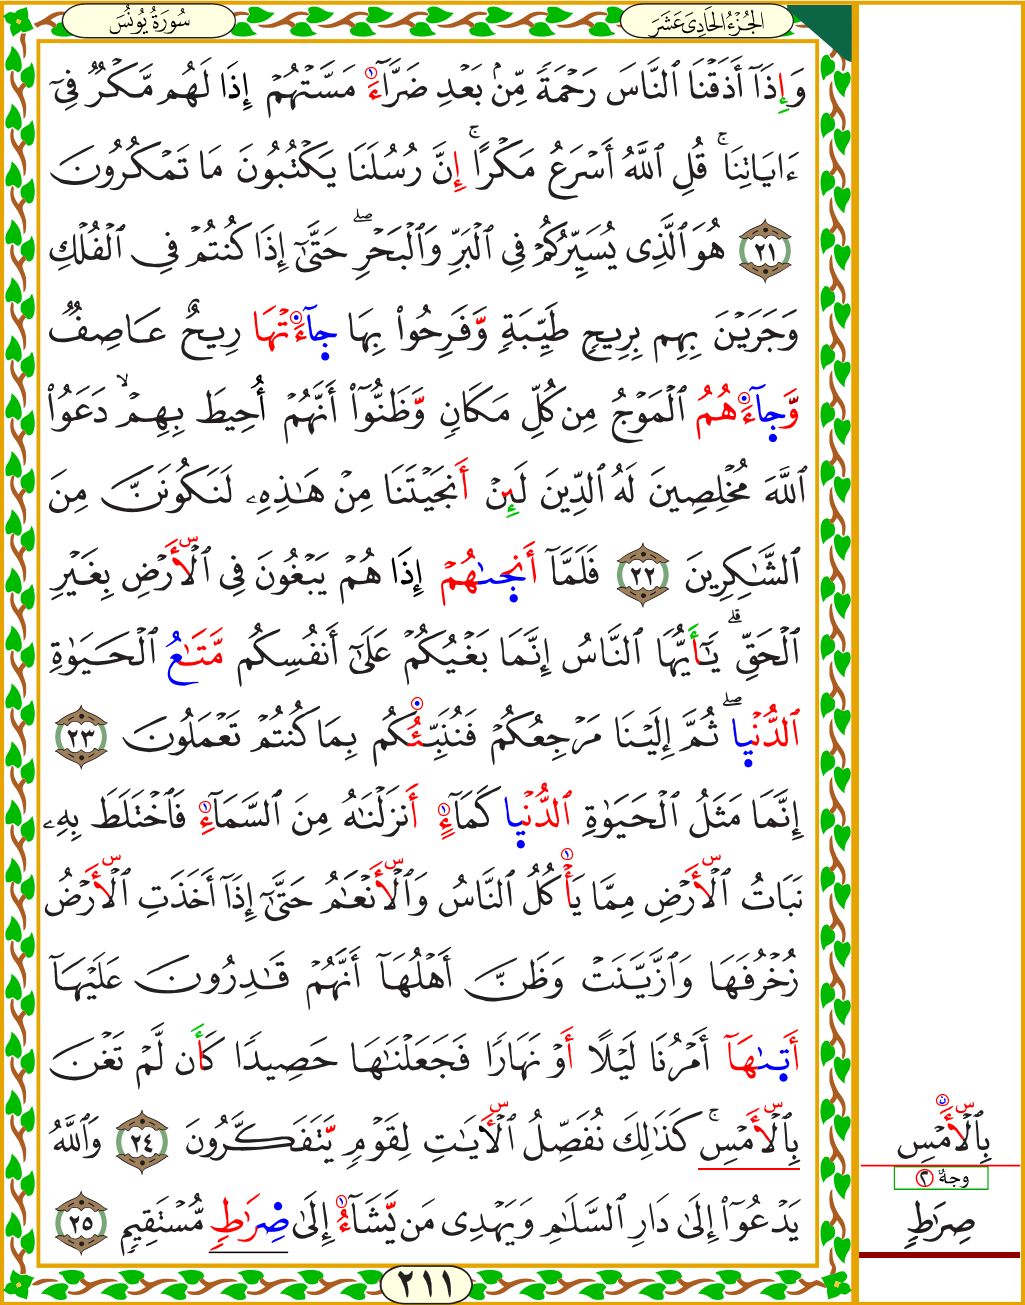 سُورَةُ يُونُسَ
الجُزْءُ الحَادِىَ عَشَرَ
وَإِذَآ أَذَقْنَا ٱلنَّاسَ رَحْمَةً مِّنۢ بَعْدِ ضَرَّآءَ مَسَّتْهُمْ إِذَا لَهُم مَّكْرٌ فِىٓ
ءَايَاتِنَا ۚ قُلِ ٱللَّهُ أَسْرَعُ مَكْرًا ۚ إِنَّ رُسُلَنَا يَكْتُبُونَ مَا تَمْكُرُونَ
٢١ هُوَ ٱلَّذِى يُسَيِّرُكُمْ فِى ٱلْبَرِّ وَٱلْبَحْرِ ۖ حَتَّىٰٓ إِذَا كُنتُمْ فِى ٱلْفُلْكِ
وَجَرَيْنَ بِهِم بِرِيحٍ طَيِّبَةٍ وَّفَرِحُوا۟ بِهَا جَآءَتْهَا رِيحٌ عَاصِفٌ
وَّجَآءَهُمُ ٱلْمَوْجُ مِن كُلِّ مَكَانٍ وَّظَنُّوٓا۟ أَنَّهُمْ أُحِيطَ بِهِمْ ۙ دَعَوُا۟
ٱللَّهَ مُخْلِصِينَ لَهُ ٱلدِّينَ لَئِنْ أَنجَيْتَنَا مِنْ هَـٰذِهِۦ لَنَكُونَنَّ مِنَ
ٱلشَّـٰكِرِينَ ٢٢ فَلَمَّآ أَنجَىٰهُمْ إِذَا هُمْ يَبْغُونَ فِى ٱلْأَرْضِ بِغَيْرِ
ٱلْحَقِّ ۗ يَـٰٓأَيُّهَا ٱلنَّاسُ إِنَّمَا بَغْيُكُمْ عَلَىٰٓ أَنفُسِكُم مَّتَـٰعُ ٱلْحَيَوٰةِ
ٱلدُّنْيَا ۖ ثُمَّ إِلَيْنَا مَرْجِعُكُمْ فَنُنَبِّئُكُم بِمَا كُنتُمْ تَعْمَلُونَ ٢٣
إِنَّمَا مَثَلُ ٱلْحَيَوٰةِ ٱلدُّنْيَا كَمَآءٍ أَنزَلْنَـٰهُ مِنَ ٱلسَّمَآءِ فَٱخْتَلَطَ بِهِۦ
نَبَاتُ ٱلْأَرْضِ مِمَّا يَأْكُلُ ٱلنَّاسُ وَٱلْأَنْعَـٰمُ حَتَّىٰٓ إِذَآ أَخَذَتِ ٱلْأَرْضُ
زُخْرُفَهَا وَٱزَّيَّنَتْ وَظَنَّ أَهْلُهَآ أَنَّهُمْ قَـٰدِرُونَ عَلَيْهَآ
أَتَىٰهَآ أَمْرُنَا لَيْلًا أَوْ نَهَارًا فَجَعَلْنَـٰهَا حَصِيدًا كَأَن لَّمْ تَغْنَ
بِٱلْأَمْسِ ۚ كَذَٰلِكَ نُفَصِّلُ ٱلْأَيَـٰتِ لِقَوْمٍ يَّتَفَكَّرُونَ ٢٤ وَٱللَّهُ
يَدْعُوٓا۟ إِلَىٰ دَارِ ٱلسَّلَـٰمِ وَيَهْدِى مَن يَّشَآءُ إِلَىٰ صِرَٰطٍ مُّسْتَقِيمٍ ٢٥
بِٱلْأَمْسِ
وجهٌ ٢
صِرَٰطٍ
٢١١